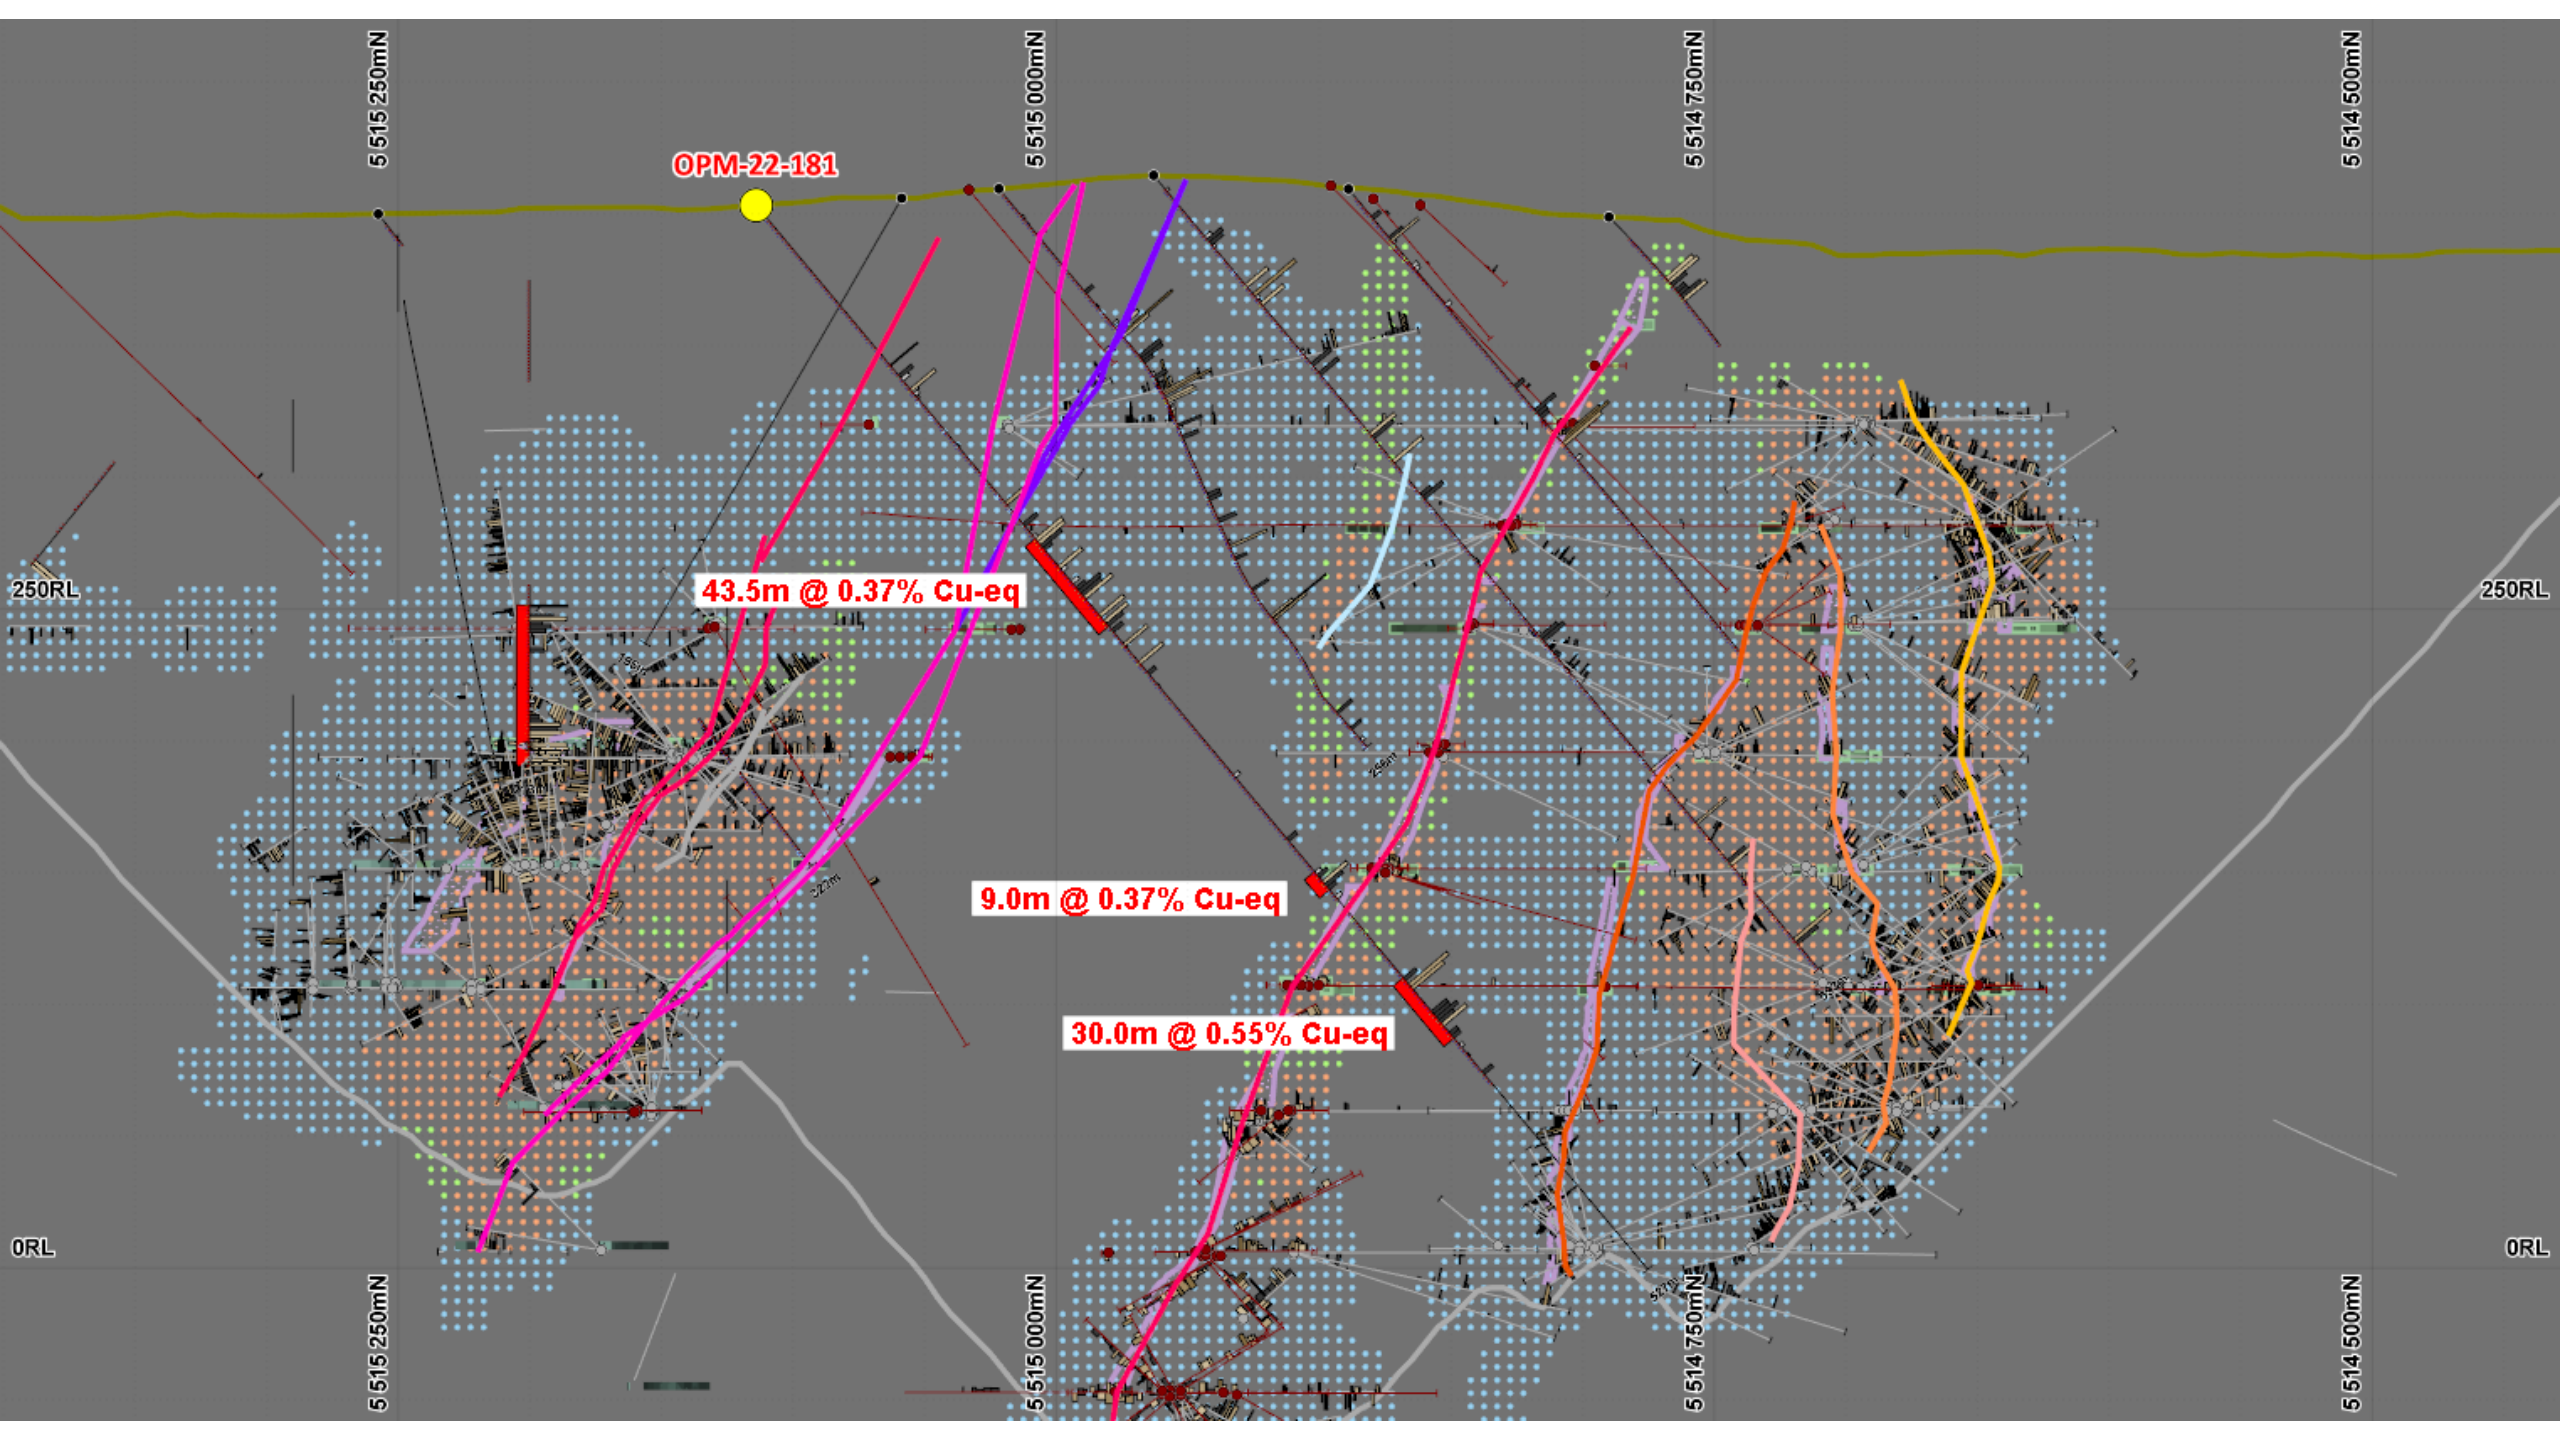 5 515 250mN
5 515 000mN
5 514 750mN
5 514 500mN
OPM-22-181
250RL
43.5m @ 0.37% Cu-eq
250RL
9.0m @ 0.37% Cu-eq
30.0m @ 0.55% Cu-eq
0RL
0RL
5 515 250mN
5 515 000mN
5 514 750mN
5 514 500mN